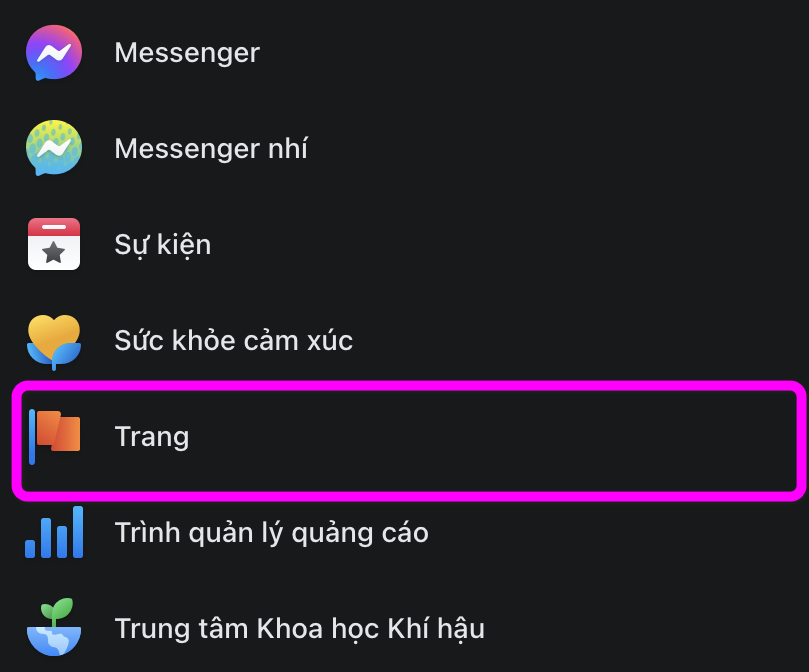 Messenger
Messenger nhí
Sự kiện
Sức khỏe cảm xúc
Trang
Trình quản lý quảng cáo
Trung tâm Khoa học Khí hậu